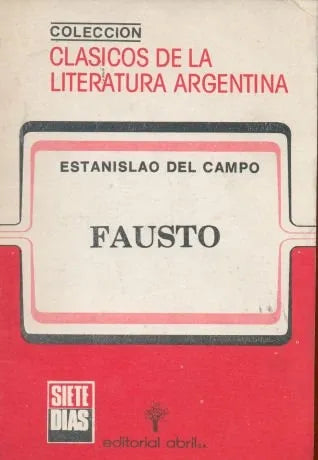 COLECCION
CLASICOS DE LA
LITERATURA ARGENTINA
ESTANISLAO DEL CAMPO
FAUSTO
SIETE
DIAS
editorial abril s.a.